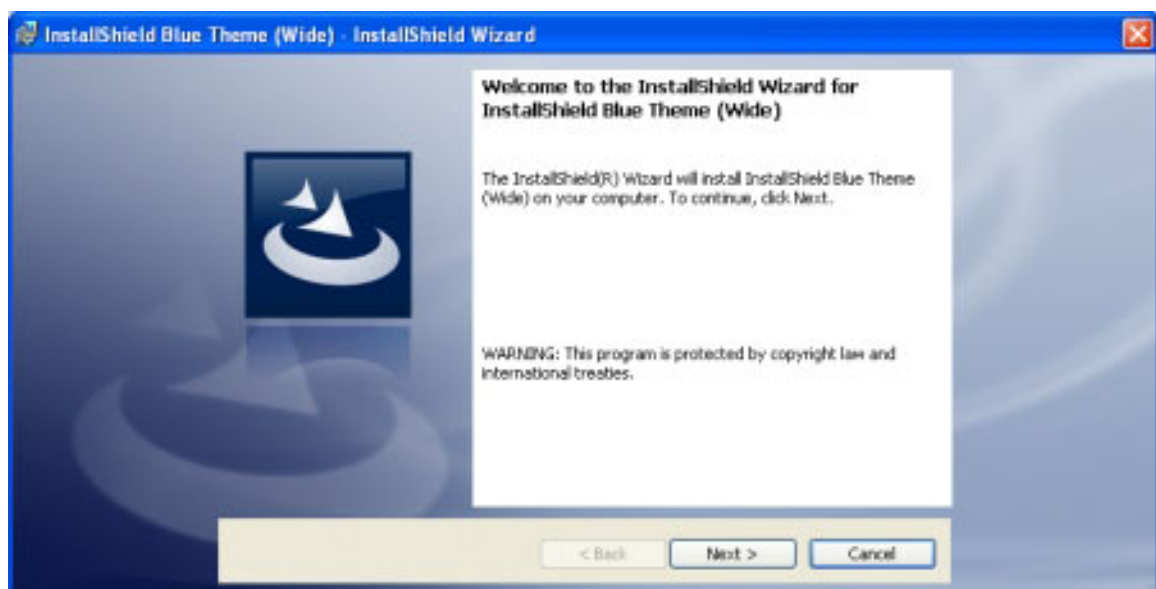 InstallShield Blue Theme (Wide) - InstallShield Wizard
Welcome to the InstallShield Wizard for
InstallShield Blue Theme (Wide)
The InstallShield(R) Wizard will install InstallShield Blue Theme
(Wide) on your computer. To continue, click Next.
WARNING: This program is protected by copyright law and
international treaties.
< Back
Next >
Cancel